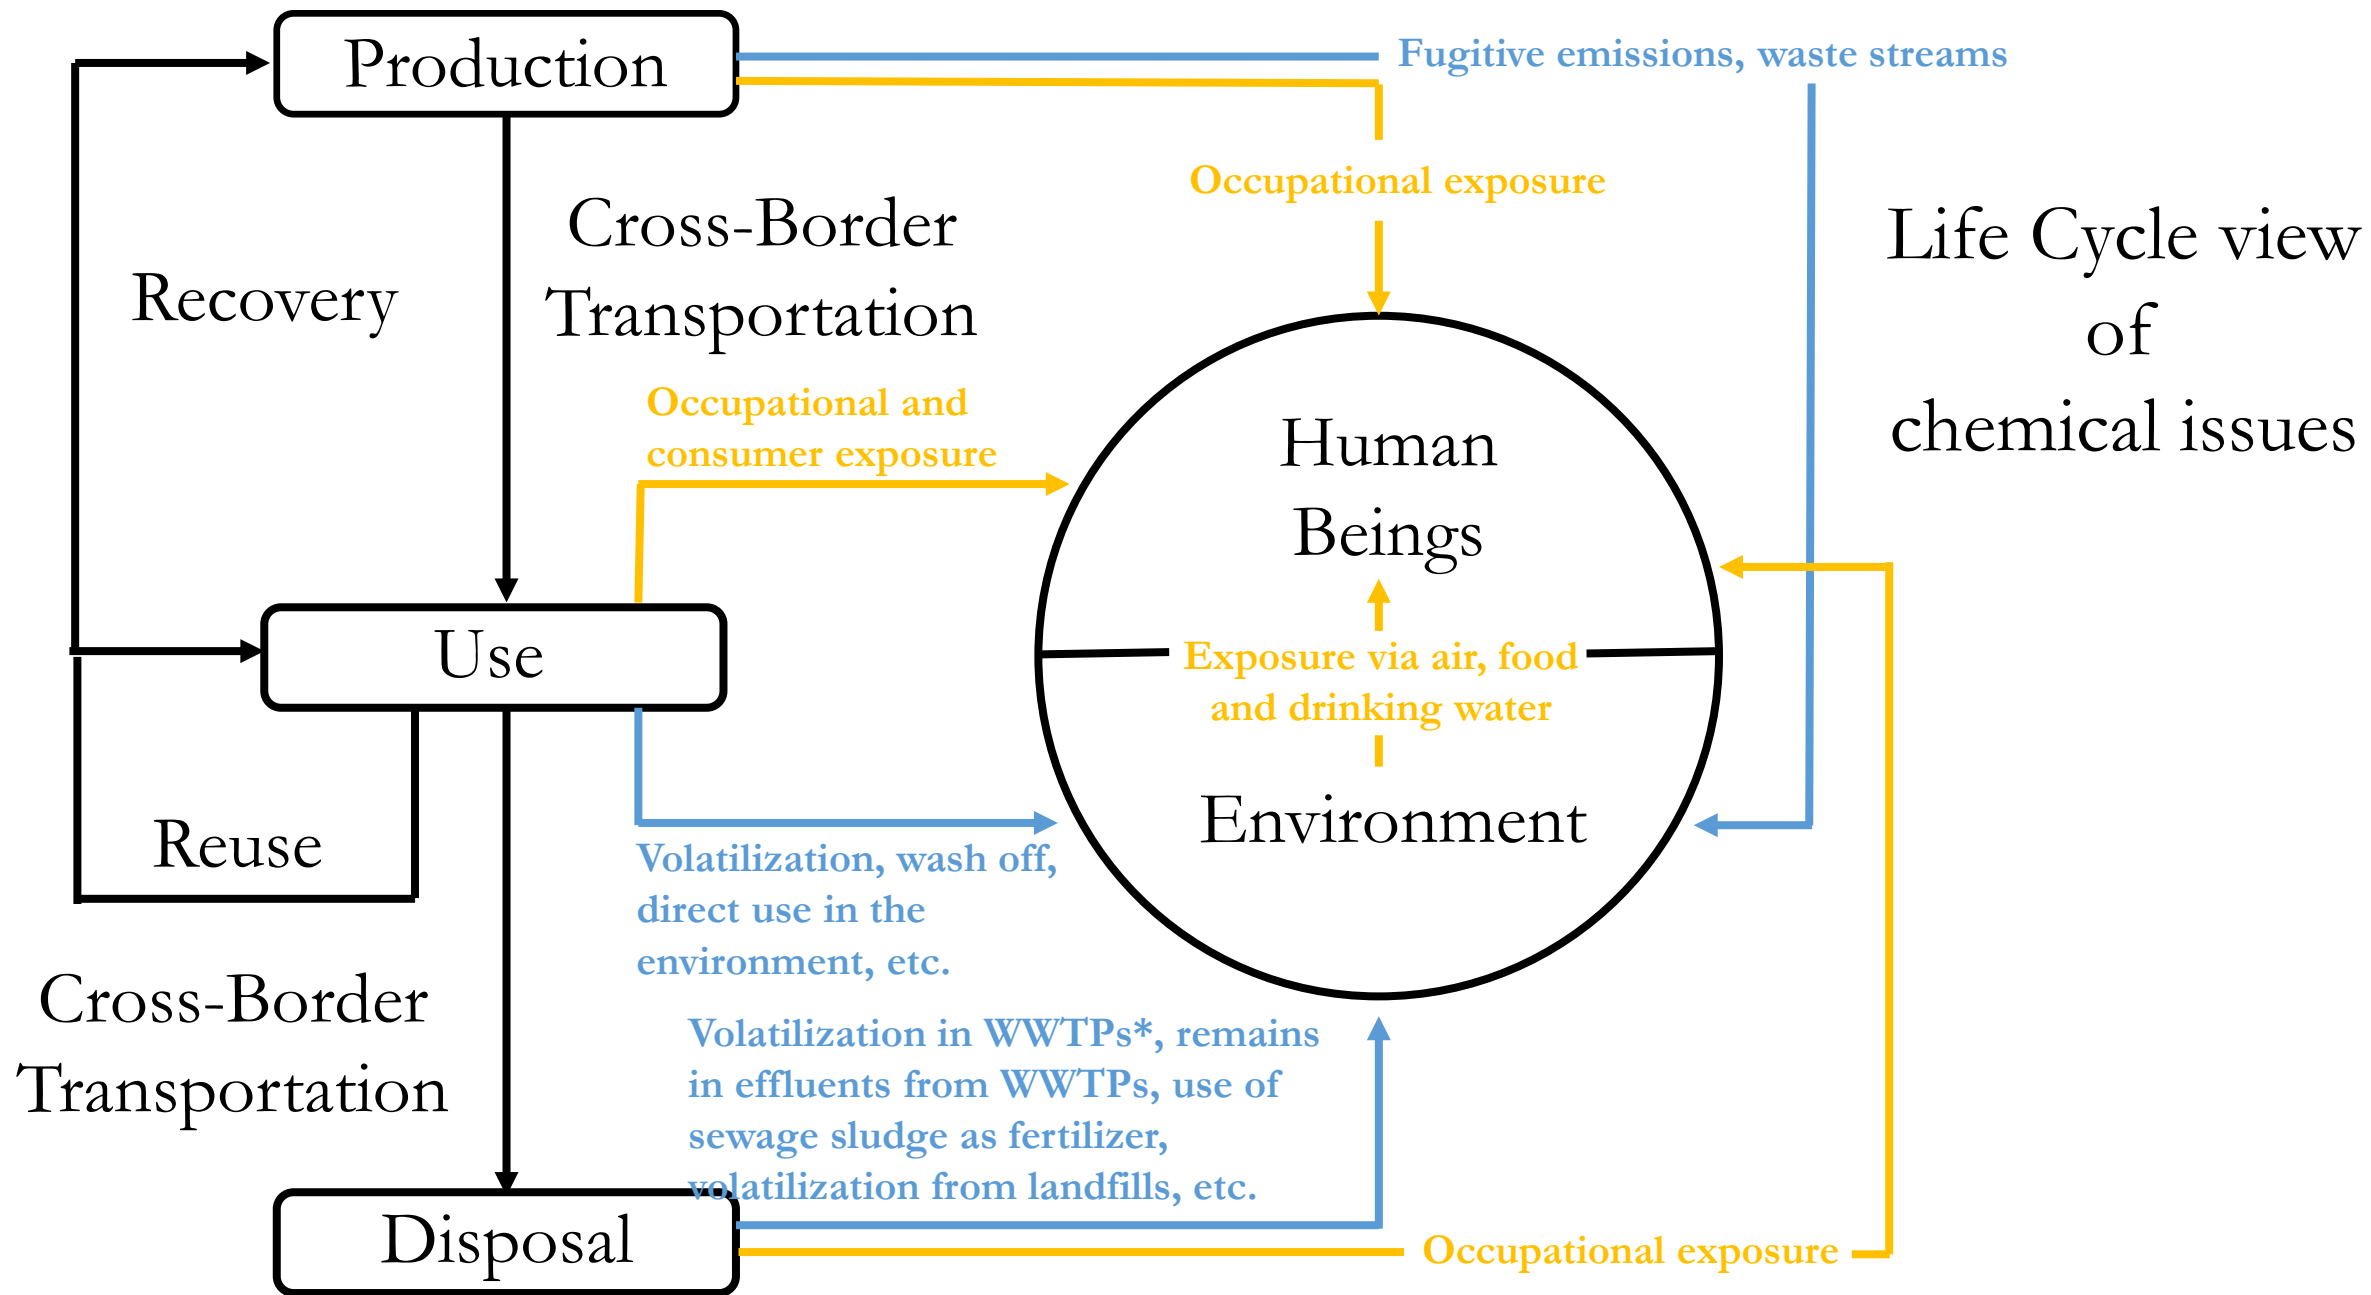 Production
Fugitive emissions, waste streams
Occupational exposure
Cross-Border
Transportation
Recovery
Life Cycle view
of
chemical issues
Occupational and
consumer exposure
Human
Beings
Use
Exposure via air, food
and drinking water
Environment
Reuse
Volatilization, wash off,
direct use in the
environment, etc.
Cross-Border
Transportation
Volatilization in WWTPs*, remains
in effluents from WWTPs, use of
sewage sludge as fertilizer,
volatilization from landfills, etc.
Disposal
Occupational exposure